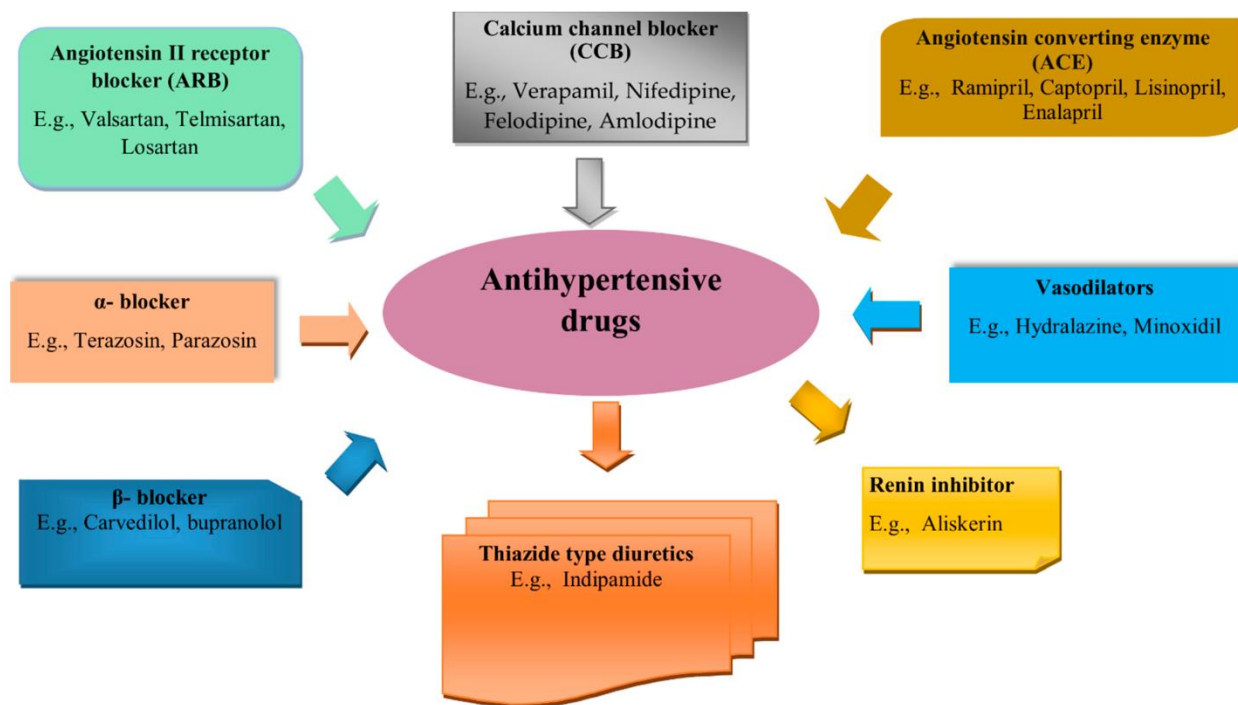 Angiotensin II receptor
blocker (ARB)
E.g., Valsartan, Telmisartan,
Losartan
Calcium channel blocker
(CCB)
E.g., Verapamil, Nifedipine,
Felodipine, Amlodipine
Angiotensin converting enzyme
(ACE)
E.g., Ramipril, Captopril, Lisinopril,
Enalapril
α- blocker
E.g., Terazosin, Parazosin
Antihypertensive
drugs
Vasodilators
E.g., Hydralazine, Minoxidil
β- blocker
E.g., Carvedilol, bupranolol
Thiazide type diuretics
E.g., Indipamide
Renin inhibitor
E.g., Aliskerin